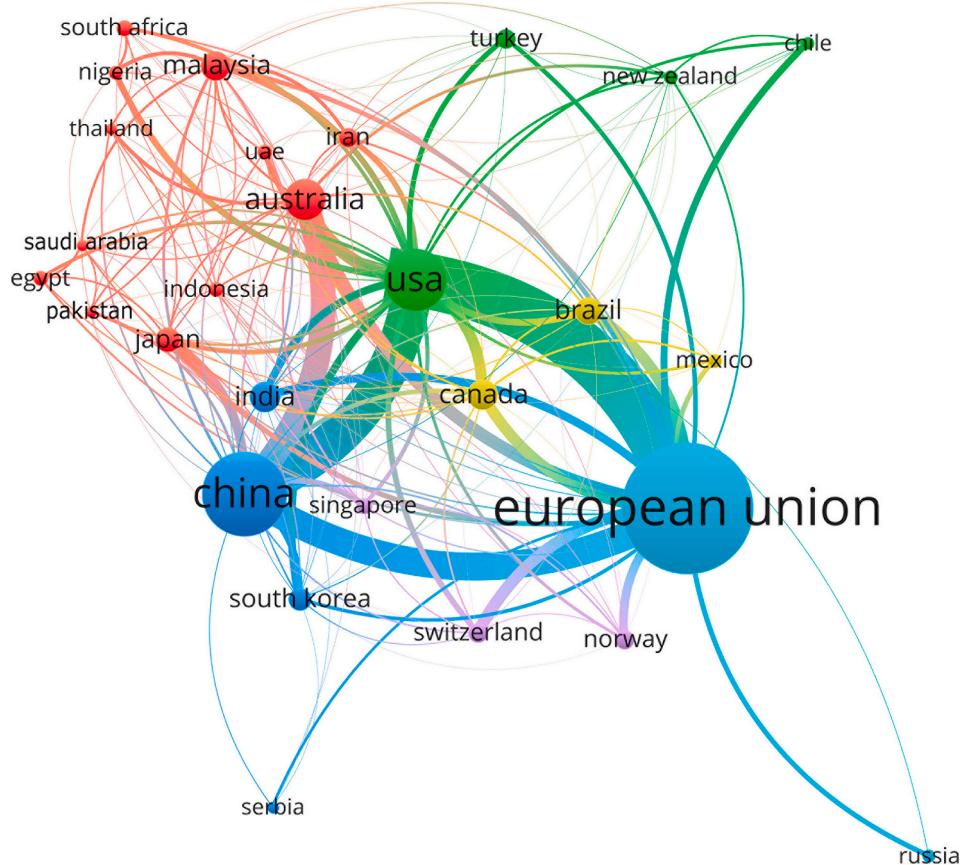 south africa
turkey
chile
malaysia
nigeria
new zealand
thailand
iran
uae
australia
saudi arabia
egypt
usa
indonesia
pakistan
brazil
japan
mexico
india
canada
china
singapore
european union
south korea
switzerland
norway
serbia
russia